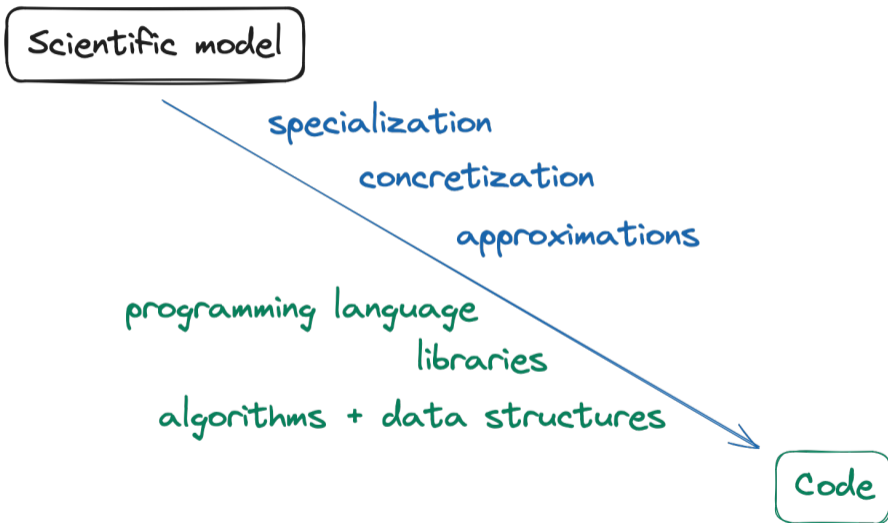 Scientific model
specialization
concretization
approximations
programming language
libraries
algorithms + data structures
Code